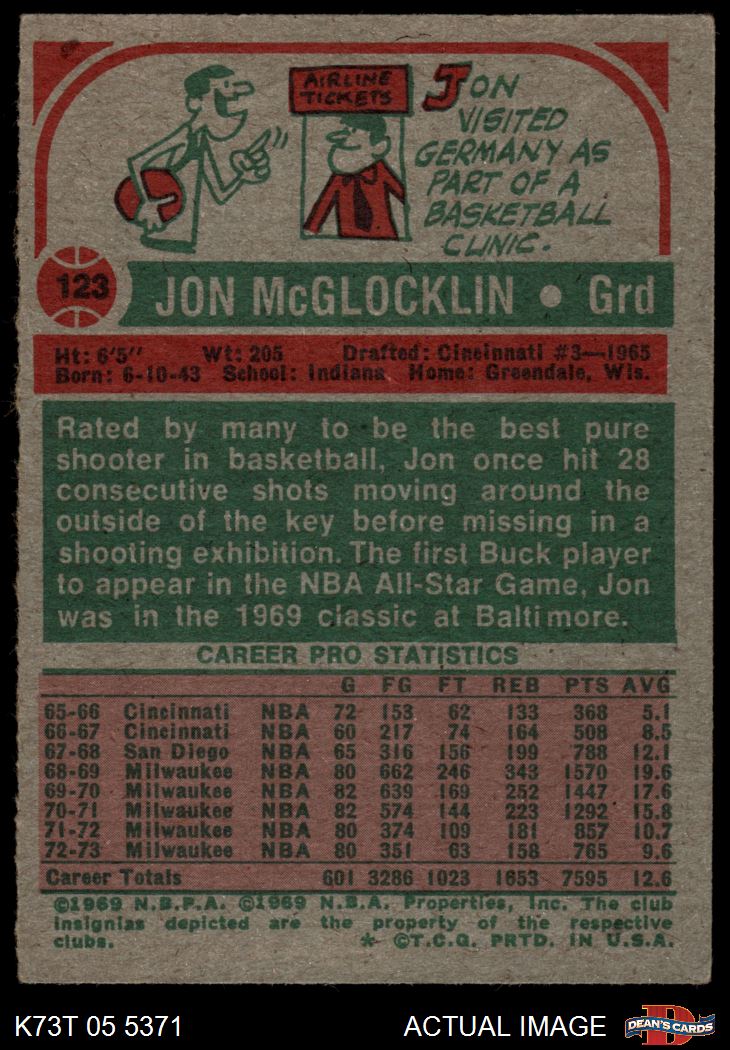 AIRLINE
TICKETS
JON
VISITED
GERMANY AS
PART OF A
BASKETBALL
CLINIC.
123
JON McGLOCKLIN • Grd
Ht: 6'5" Wt: 205 Drafted: Cincinnati #3—1965
Born: 6-10-43 School: Indiana Home: Greendale, Wis.
Rated by many to be the best pure
shooter in basketball, Jon once hit 28
consecutive shots moving around the
outside of the key before missing in a
shooting exhibition. The first Buck player
to appear in the NBA All-Star Game, Jon
was in the 1969 classic at Baltimore.
CAREER PRO STATISTICS
G FG FT REB PTS AVG
65-66 Cincinnati NBA 72 153 62 133 368 5.1
66-67 Cincinnati NBA 60 217 74 164 508 8.5
67-68 San Diego NBA 65 316 156 199 788 12.1
68-69 Milwaukee NBA 80 662 246 343 1570 19.6
69-70 Milwaukee NBA 82 639 169 252 1447 17.6
70-71 Milwaukee NBA 82 574 144 223 1292 15.8
71-72 Milwaukee NBA 80 374 109 181 857 10.7
72-73 Milwaukee NBA 80 351 63 158 765 9.6
Career Totals 601 3286 1023 1653 7595 12.6
©1969 N.B.P.A. ©1969 N.B.A. Properties, Inc. The club
insignias depicted are the property of the respective
clubs. * ©T.C.G. PRTD. IN U.S.A.
K73T 05 5371 ACTUAL IMAGE D DEAN'S CARDS